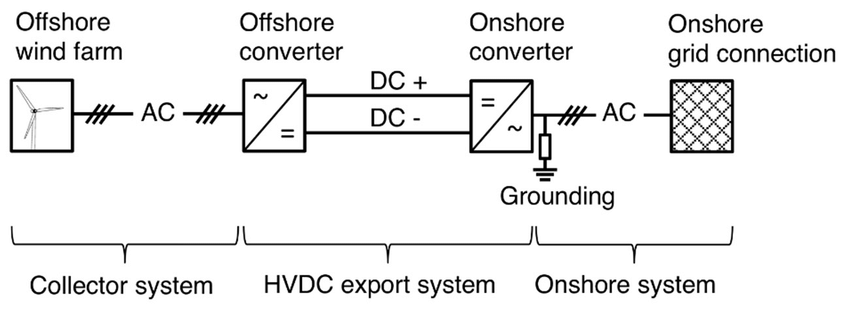 Offshore
wind farm
Offshore
converter
Onshore
converter
Onshore
grid connection
AC
~
=
DC +
DC -
=
~
AC
Grounding
Collector system
HVDC export system
Onshore system